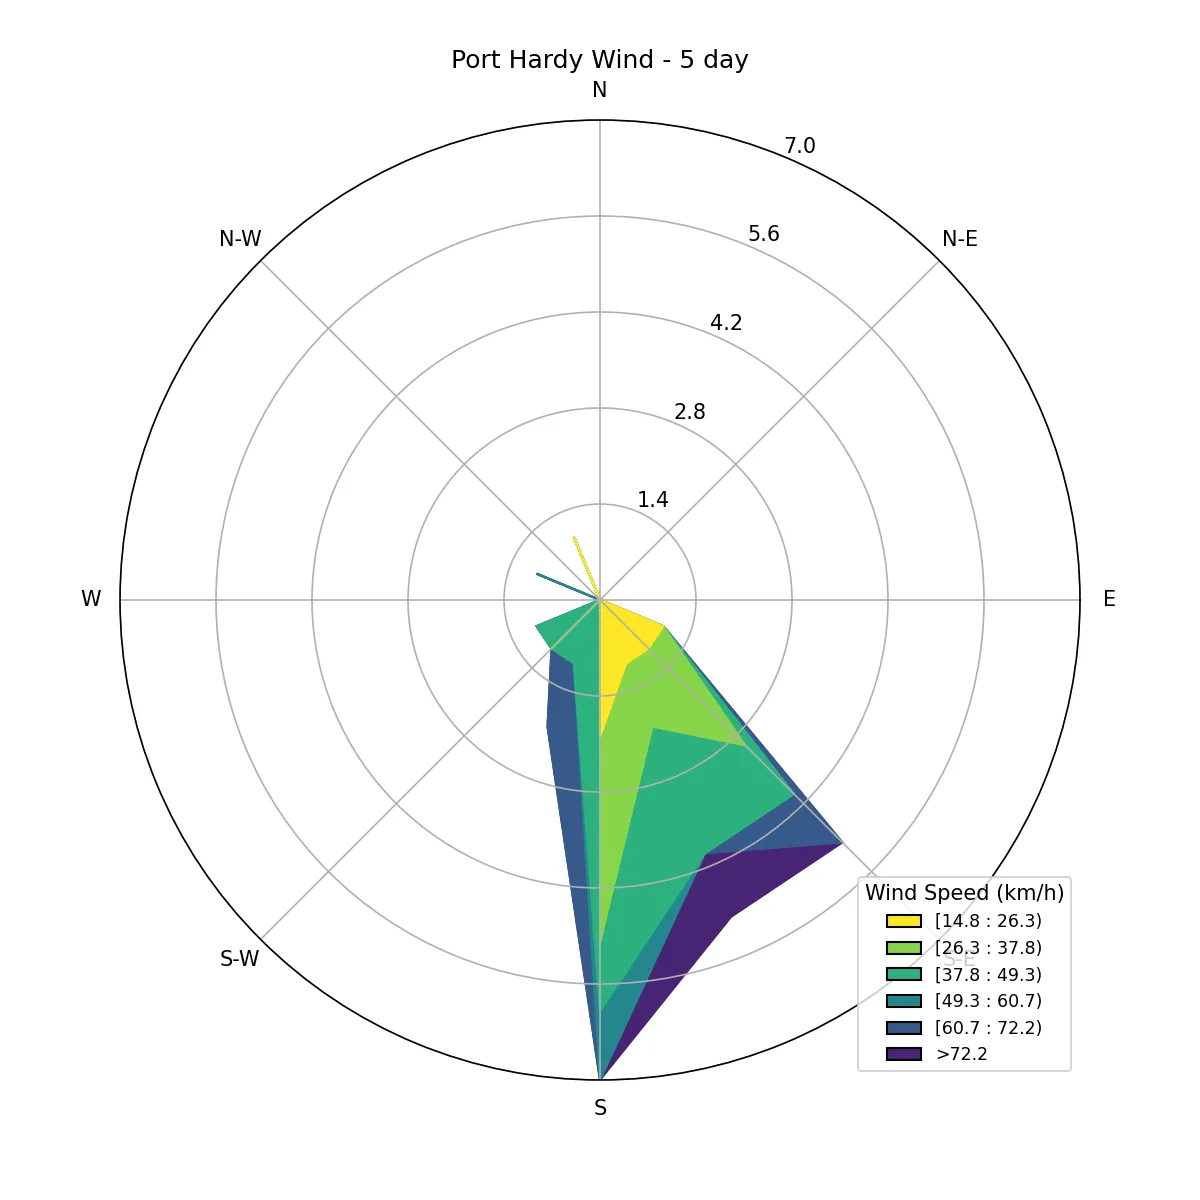 Port Hardy Wind - 5 day
N
7.0
N-W
5.6
N-E
4.2
2.8
1.4
W
E
Wind Speed (km/h)
[14.8 : 26.3)
[26.3 : 37.8)
S-W
S-E
[37.8 : 49.3)
[49.3 : 60.7)
[60.7 : 72.2)
>72.2
S